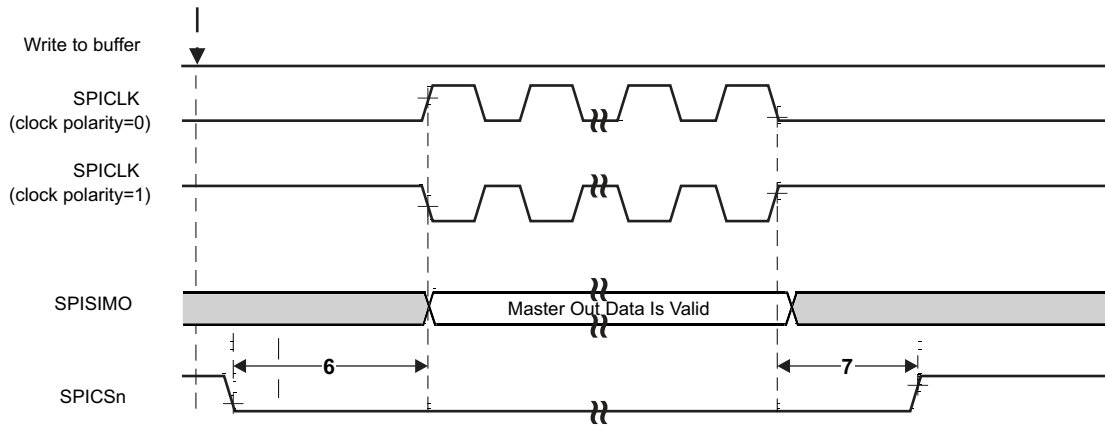 Write to buffer
SPICLK
(clock polarity=0)
SPICLK
(clock polarity=1)
SPISIMO
Master Out Data Is Valid
6
7
SPICSn